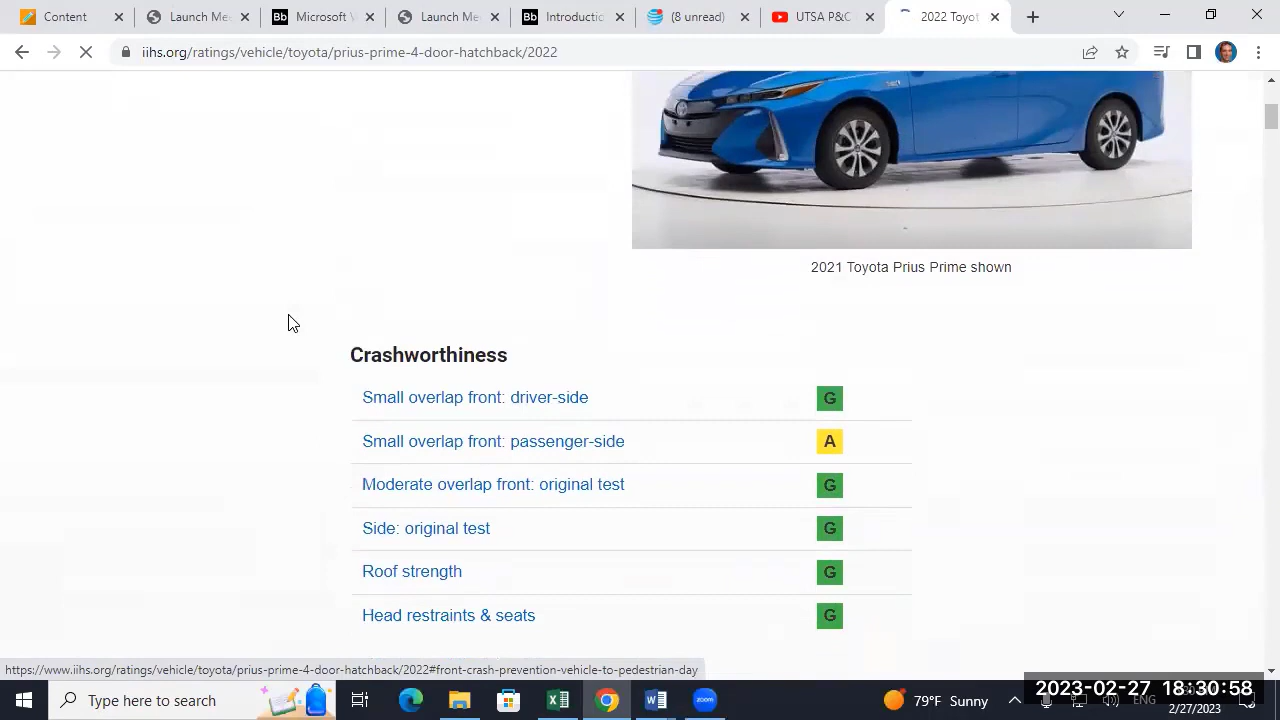 Content
Launch Me
Microsoft
Launch Me
Introductic
(8 unread)
UTSA P&C
2022 Toyot
iihs.org/ratings/vehicle/toyota/prius-prime-4-door-hatchback/2022
2021 Toyota Prius Prime shown
Crashworthiness
Small overlap front: driver-side G
Small overlap front: passenger-side A
Moderate overlap front: original test G
Side: original test G
Roof strength G
Head restraints & seats G
https://www.iihs.org/ratings/vehicle/toyota/prius-prime-4-door-hatchback/2022#front-crash-prevention-vehicle-to-pedestrian-day
Type here to search
zoom
79°F Sunny
ENG
2023-02-27 18:30:58
2/27/2023